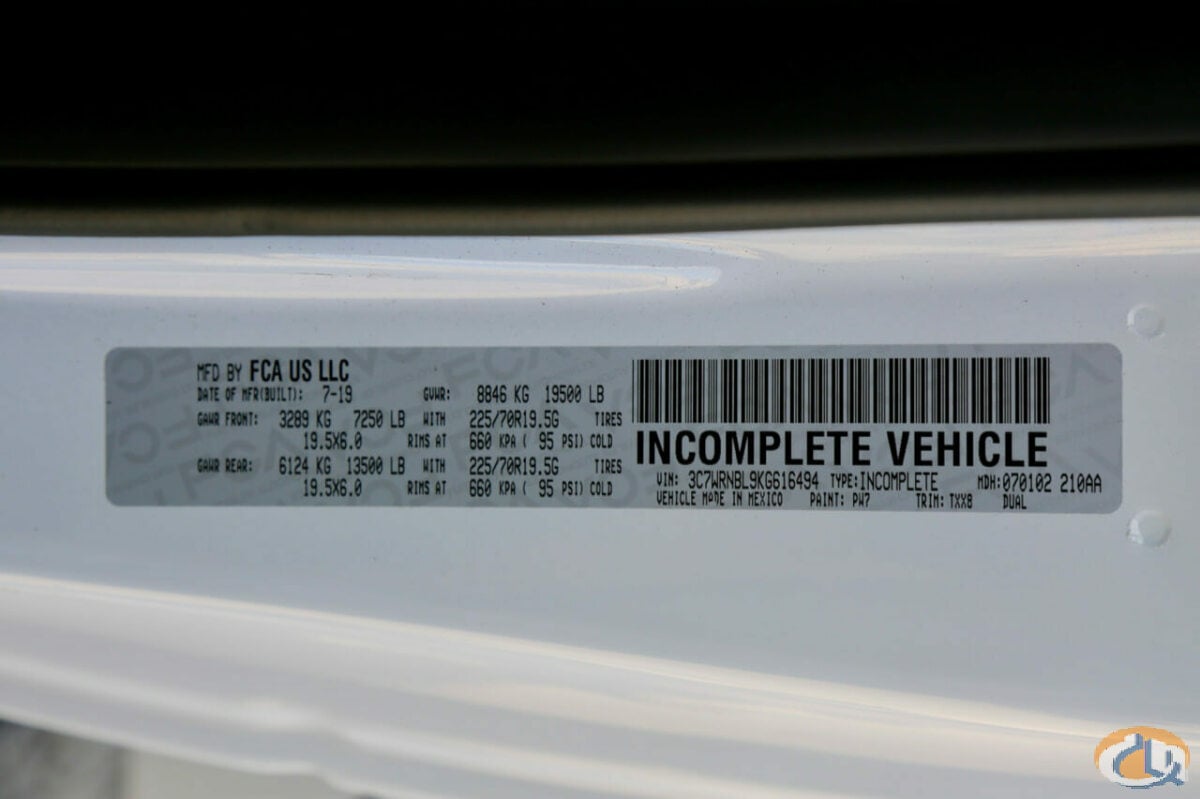 MFD BY FCA US LLC
DATE OF MFR(BUILT): 7-19 GVWR: 8846 KG 19500 LB
GAWR FRONT: 3289 KG 7250 LB WITH 225/70R19.5G TIRES
19.5X6.0 RIMS AT 660 KPA ( 95 PSI) COLD
GAWR REAR: 6124 KG 13500 LB WITH 225/70R19.5G TIRES
19.5X6.0 RIMS AT 660 KPA ( 95 PSI) COLD
INCOMPLETE VEHICLE
VIN: 3C7WRNBL9KG616494 TYPE:INCOMPLETE MDH:070102 210AA
VEHICLE MADE IN MEXICO PAINT: PW7 TRIM: TXX8 DUAL